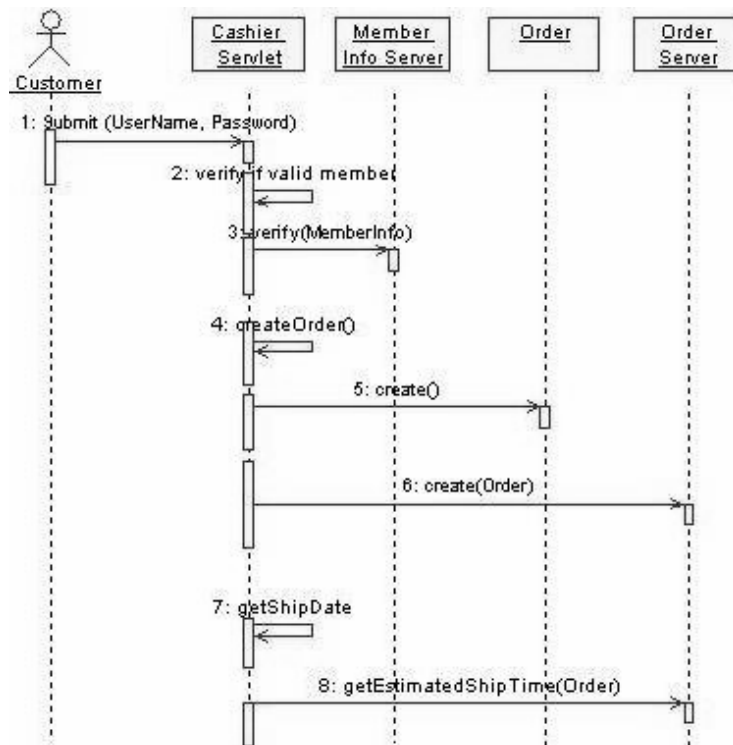 Cashier
Servlet
Member
Info Server
Order
Order
Server
Customer
1: Submit (UserName, Password)
2: verify if valid member
3: verify(MemberInfo)
4: createOrder()
5: create()
6: create(Order)
7: getShipDate
8: getEstimatedShipTime(Order)